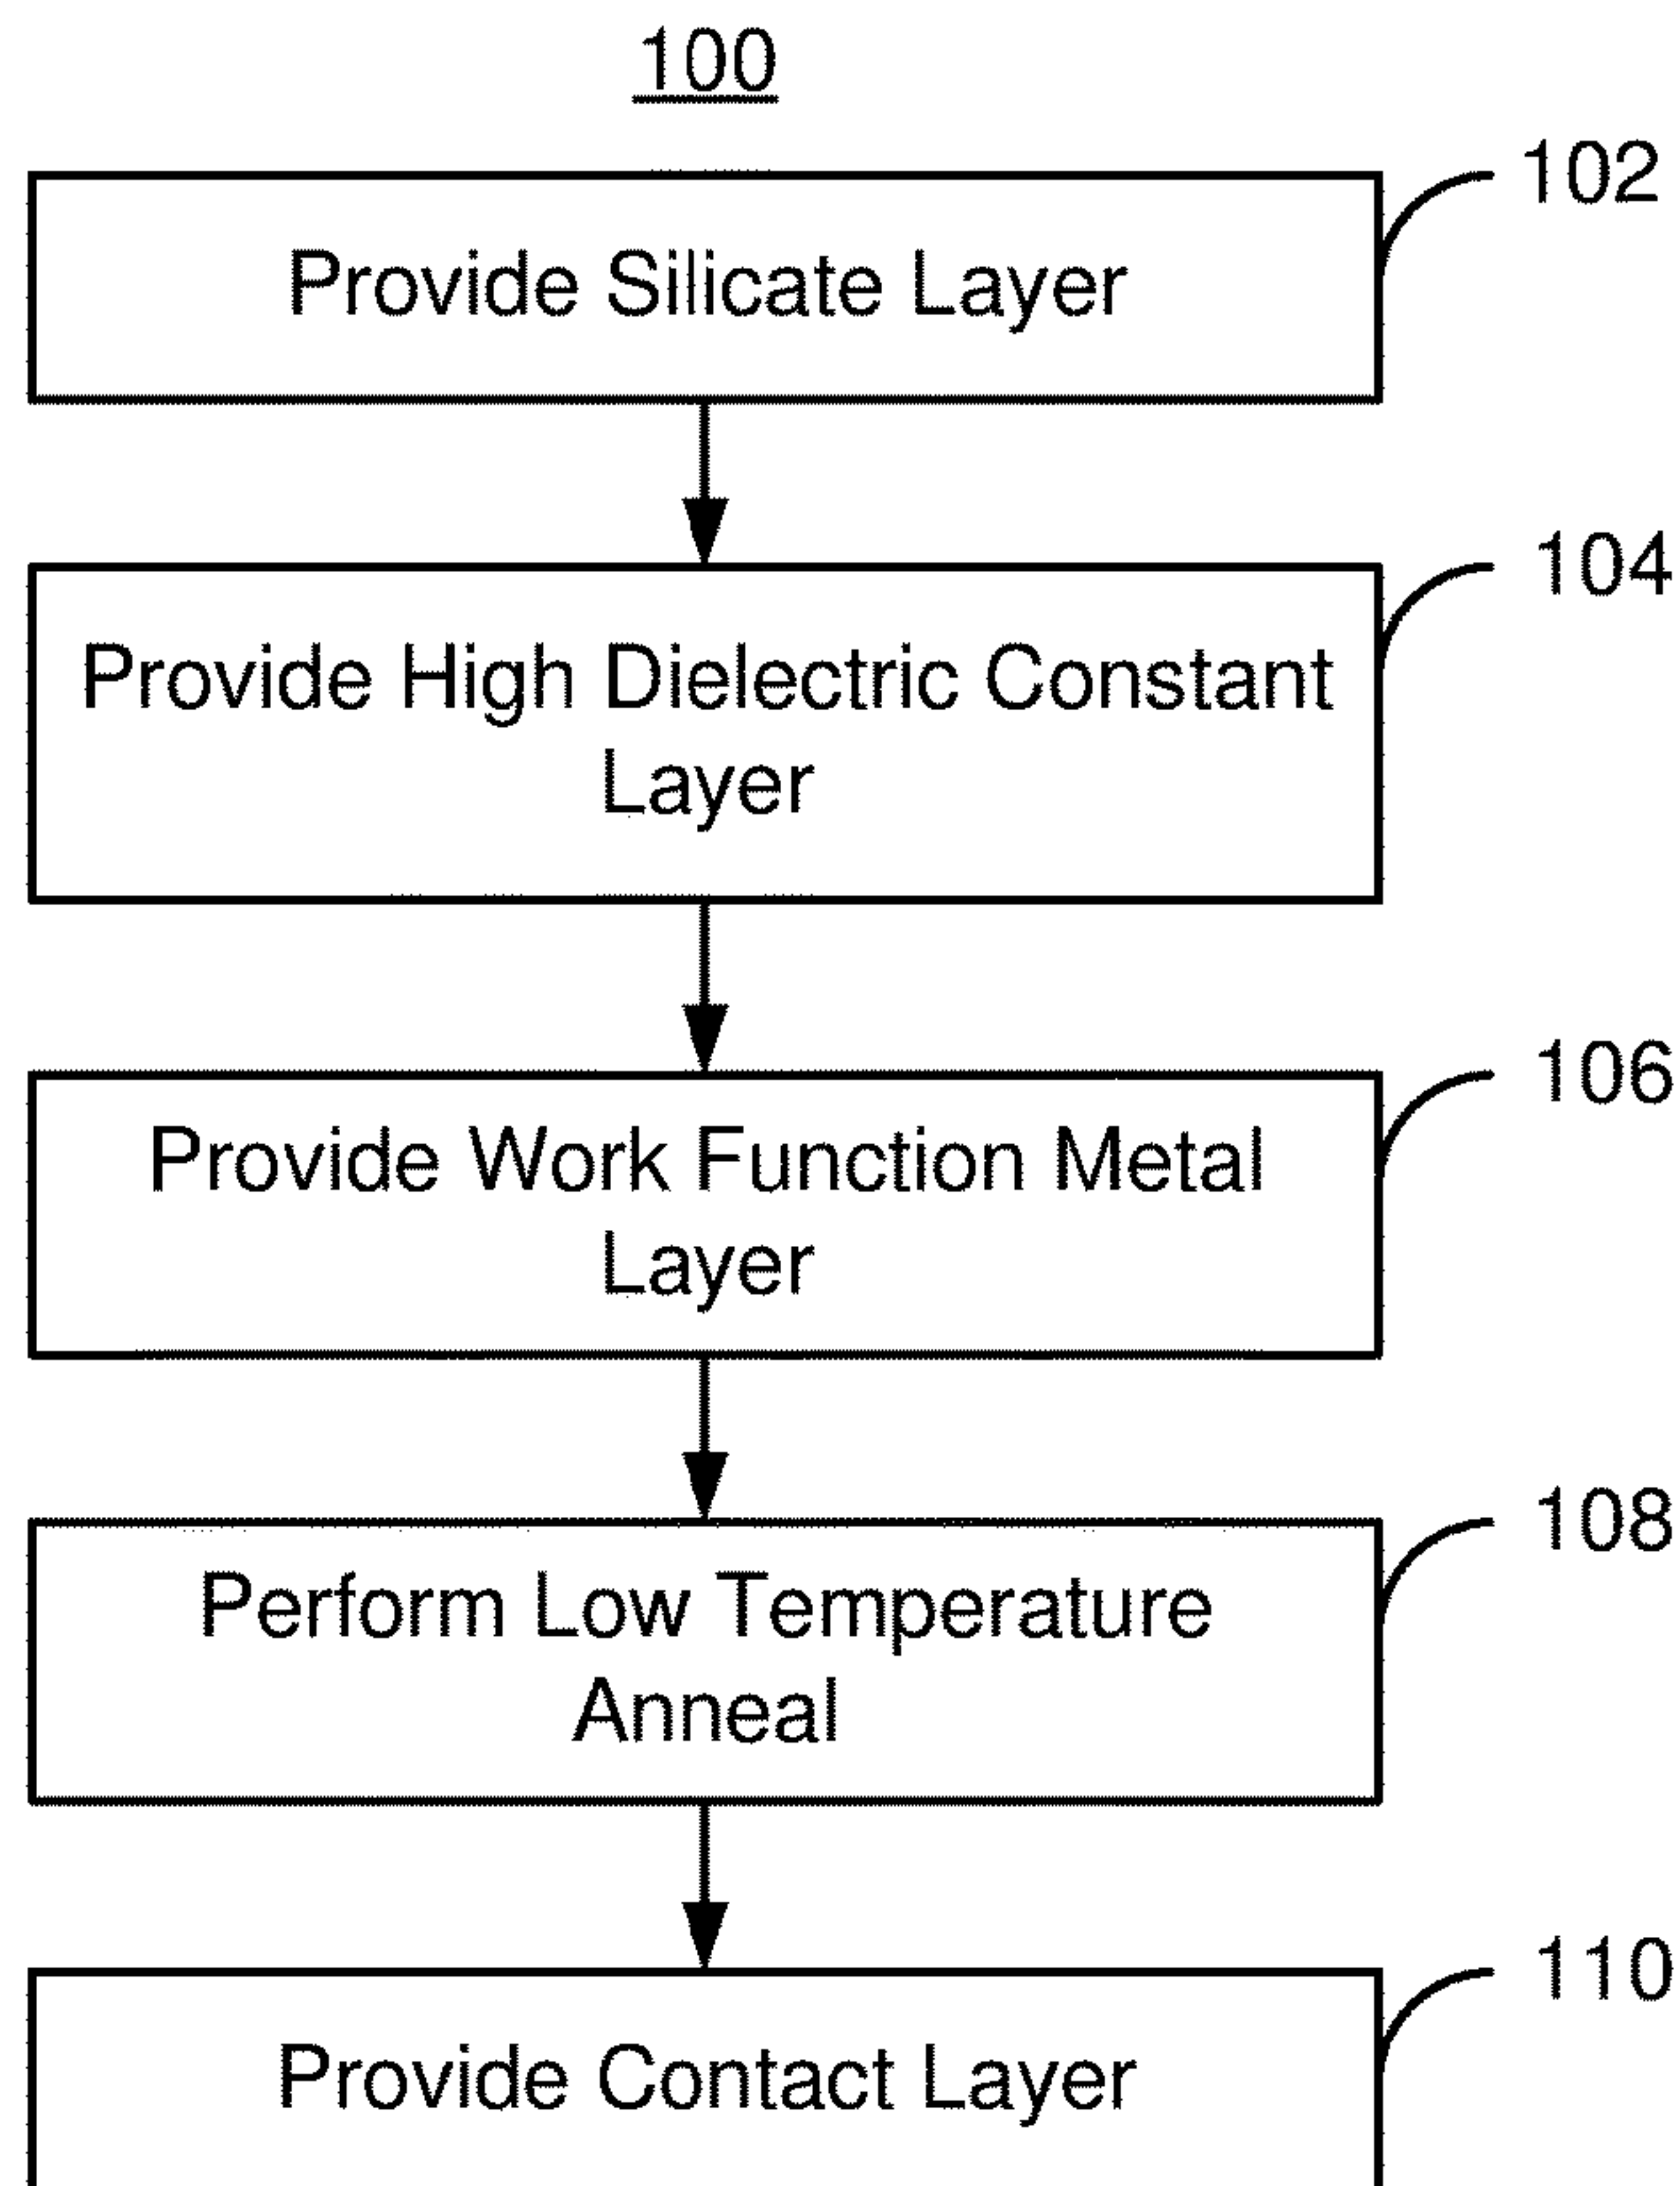 100
102
Provide Silicate Layer
104
Provide High Dielectric Constant
Layer
106
Provide Work Function Metal
Layer
108
Perform Low Temperature
Anneal
110
Provide Contact Layer